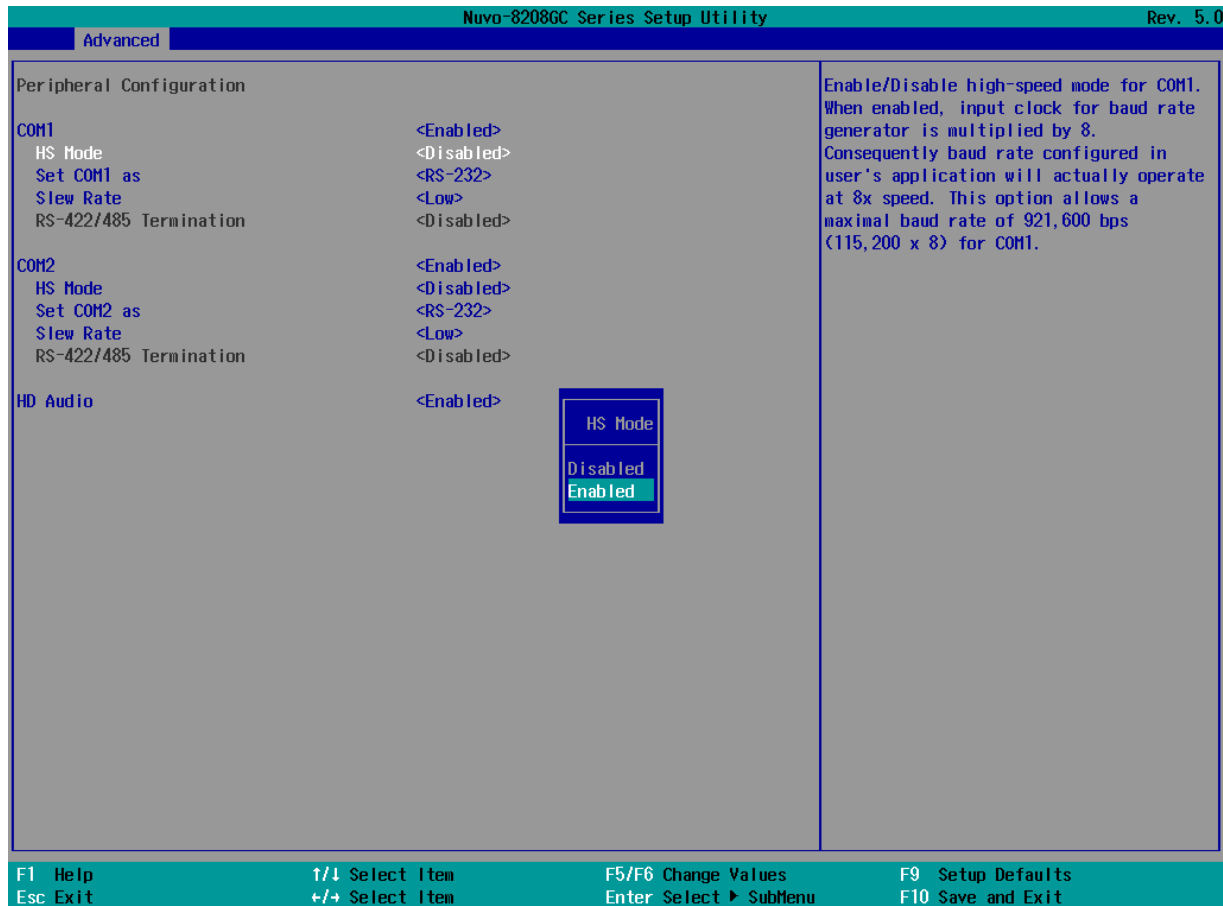 Nuvo-8208GC Series Setup Utility Rev. 5.0
Advanced
Peripheral Configuration
COM1 <Enabled>
HS Mode <Disabled>
Set COM1 as <RS-232>
Slew Rate <Low>
RS-422/485 Termination <Disabled>
COM2 <Enabled>
HS Mode <Disabled>
Set COM2 as <RS-232>
Slew Rate <Low>
RS-422/485 Termination <Disabled>
HD Audio <Enabled>
HS Mode
Disabled
Enabled
Enable/Disable high-speed mode for COM1.
When enabled, input clock for baud rate
generator is multiplied by 8.
Consequently baud rate configured in
user's application will actually operate
at 8x speed. This option allows a
maximal baud rate of 921,600 bps
(115,200 x 8) for COM1.
F1 Help ↑/↓ Select Item F5/F6 Change Values F9 Setup Defaults
Esc Exit ←/→ Select Item Enter Select ▶ SubMenu F10 Save and Exit